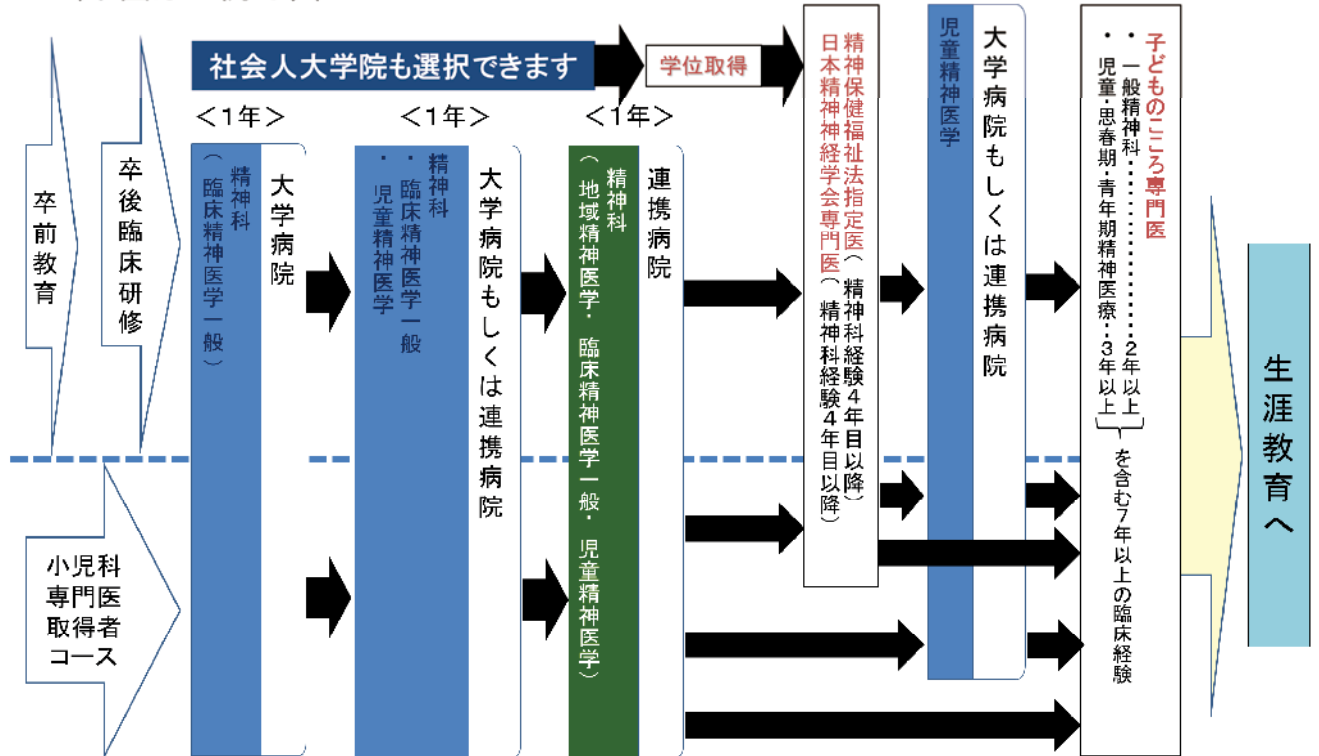 社会人大学院も選択できます
学位取得
<1年>
<1年>
<1年>
卒前教育
卒後臨床研修
大学病院
精神科
(臨床精神医学一般)
大学病院もしくは連携病院
精神科
・臨床精神医学一般
・児童精神医学
連携病院
精神科
(地域精神医学・臨床精神医学一般・児童精神医学)
精神保健福祉法指定医(精神科経験4年目以降)
日本精神神経学会専門医(精神科経験4年目以降)
大学病院もしくは連携病院
児童精神医学
子どものこころ専門医
・一般精神科‥‥‥‥‥‥‥‥2年以上
・児童・思春期・青年期精神医療‥3年以上
を含む7年以上の臨床経験
生涯教育へ
小児科
専門医
取得者
コース